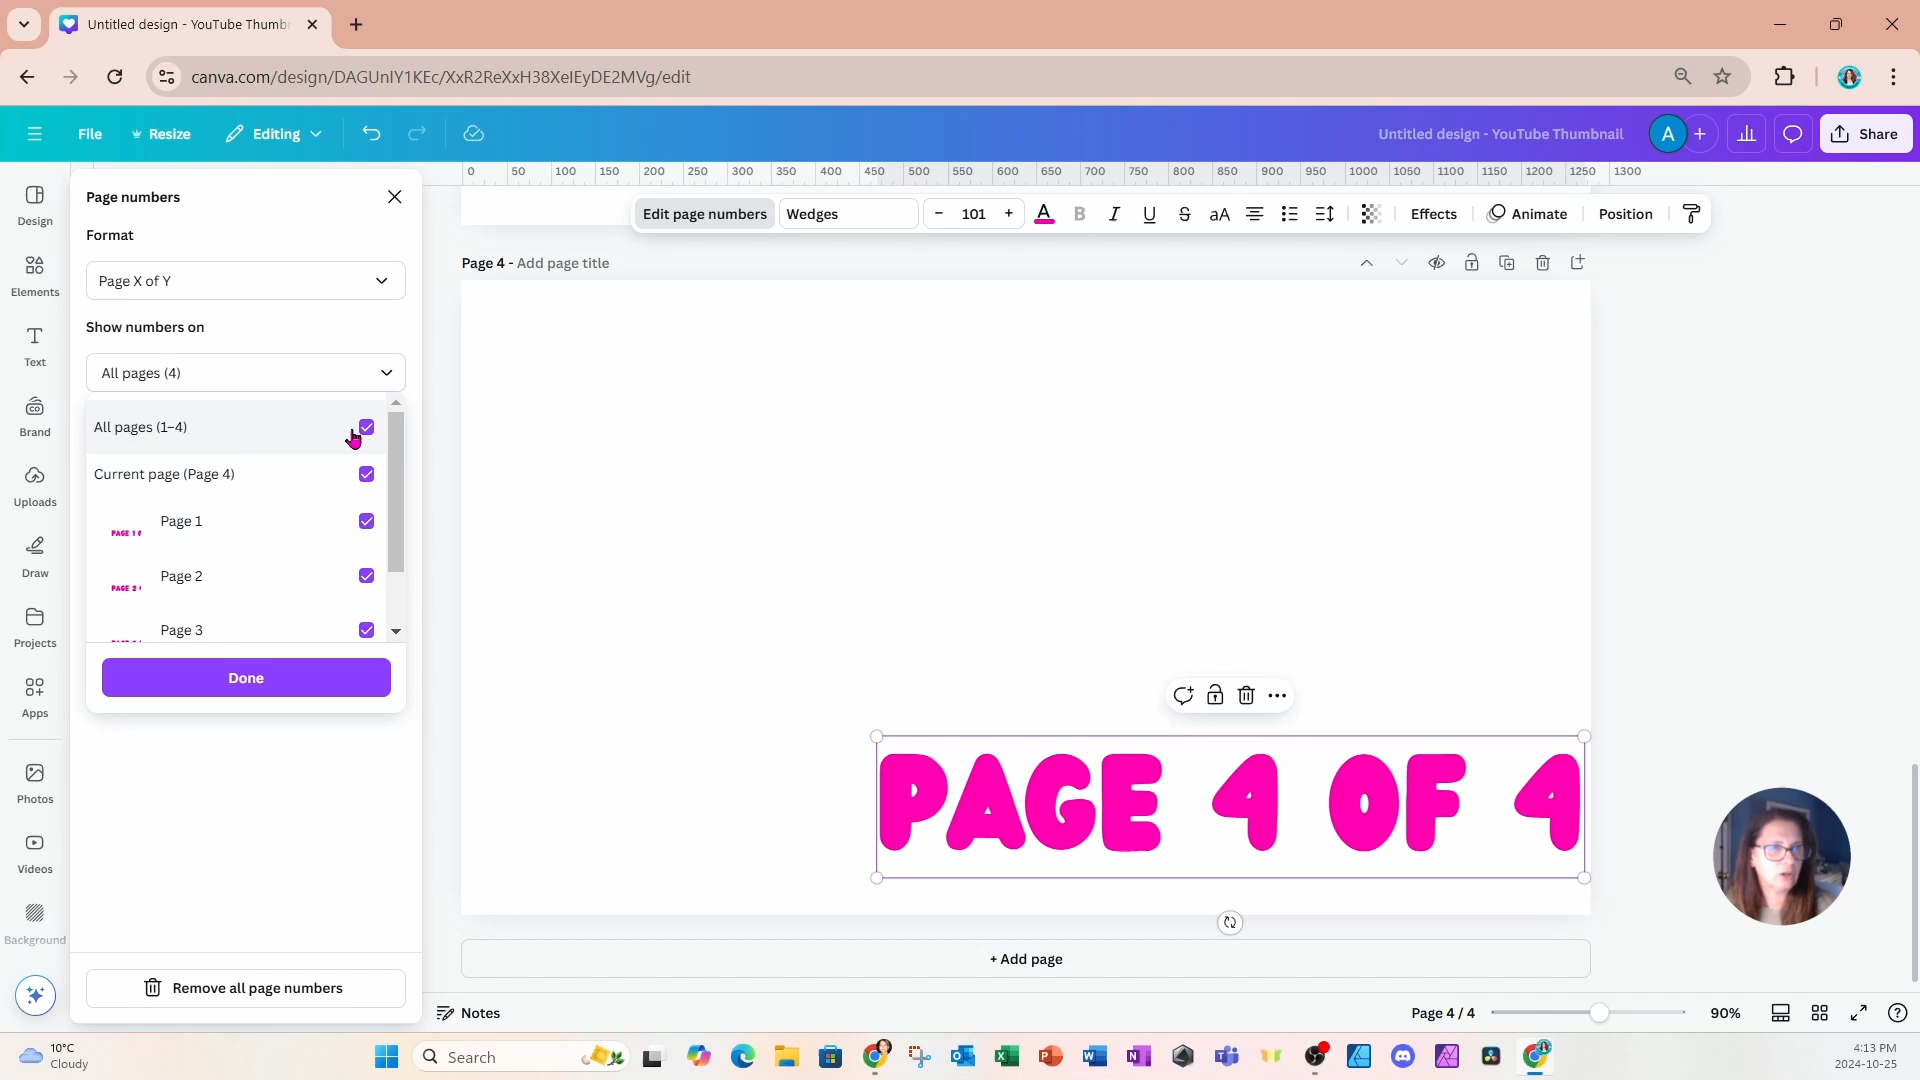 Untitled design - YouTube Thumb
canva.com/design/DAGUnIY1KEc/XxR2ReXxH38XeIEyDE2MVg/edit
File
Resize
Editing
Untitled design - YouTube Thumbnail
A
Share
0 50 100 150 200 250 300 350 400 450 500 550 600 650 700 750 800 850 900 950 1000 1050 1100 1150 1200 1250 1300
Design
Elements
Text
Brand
Uploads
Draw
Projects
Apps
Photos
Videos
Background
Page numbers
Format
Page X of Y
Show numbers on
All pages (4)
All pages (1–4)
Current page (Page 4)
Page 1
PAGE 1
Page 2
PAGE 2
Page 3
Done
Remove all page numbers
Edit page numbers
Wedges
– 101 +
A B I U S aA
Effects
Animate
Position
Page 4 - Add page title
PAGE 4 OF 4
+ Add page
Notes
Page 4 / 4
90%
10°C
Cloudy
Search
4:13 PM
2024-10-25